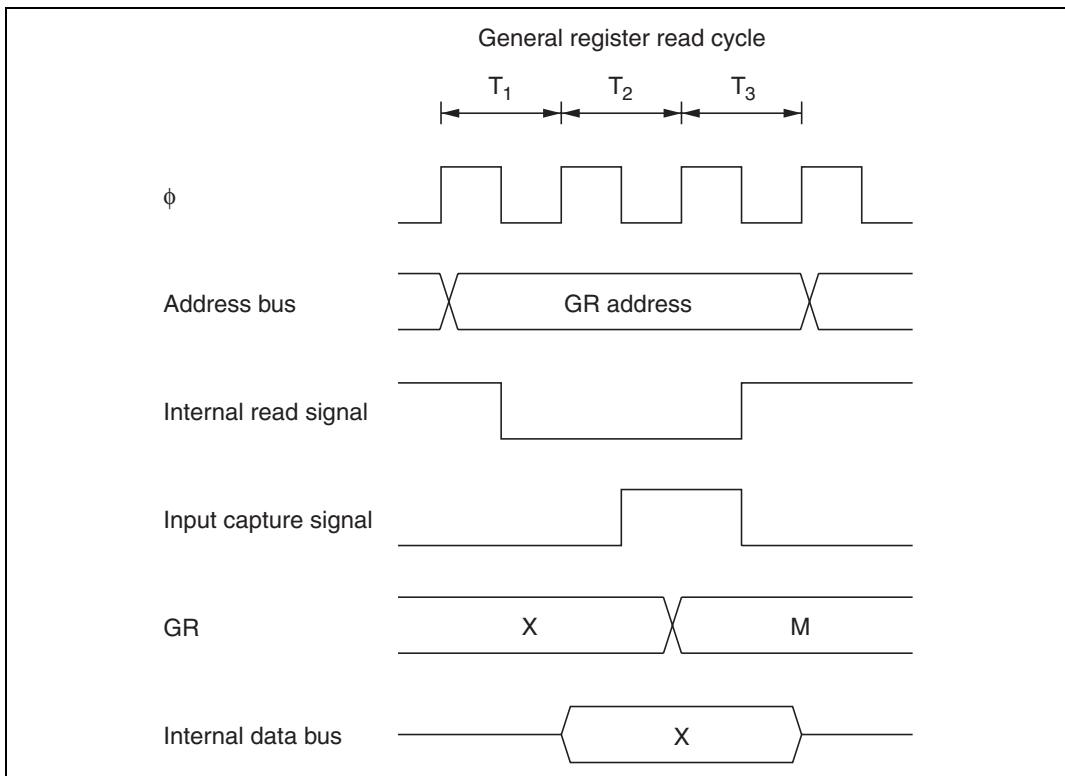 General register read cycle
T₁ T₂ T₃
ϕ
Address bus GR address
Internal read signal
Input capture signal
GR X M
Internal data bus X